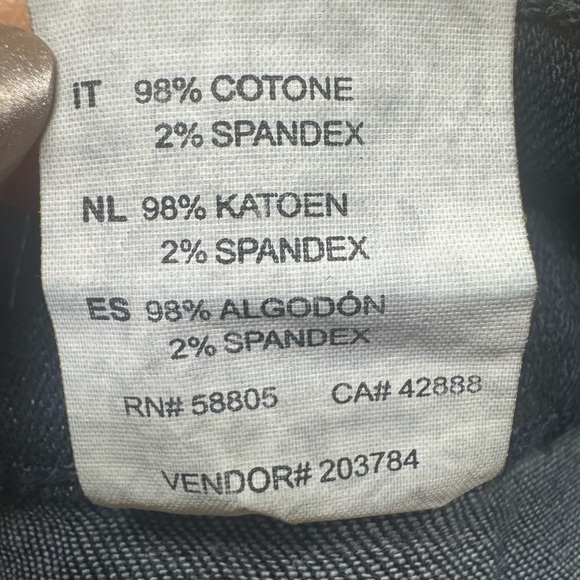 IT 98% COTONE
2% SPANDEX
NL 98% KATOEN
2% SPANDEX
ES 98% ALGODÓN
2% SPANDEX
RN# 58805 CA# 42888
VENDOR# 203784